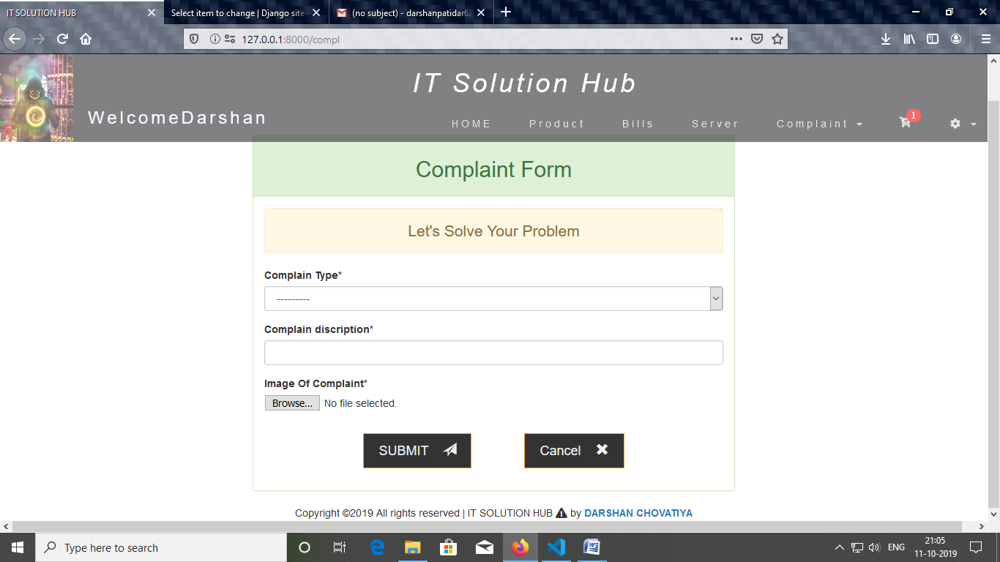 IT SOLUTION HUB
Select item to change | Django site
(no subject) - darshanpatidar62
127.0.0.1:8000/compl
IT Solution Hub
WelcomeDarshan
HOME Product Bills Server Complaint 1
Complaint Form
Let's Solve Your Problem
Complain Type*
---------
Complain discription*
Image Of Complaint*
Browse... No file selected.
SUBMIT Cancel
Copyright ©2019 All rights reserved | IT SOLUTION HUB by DARSHAN CHOVATIYA
Type here to search
ENG
21:05
11-10-2019